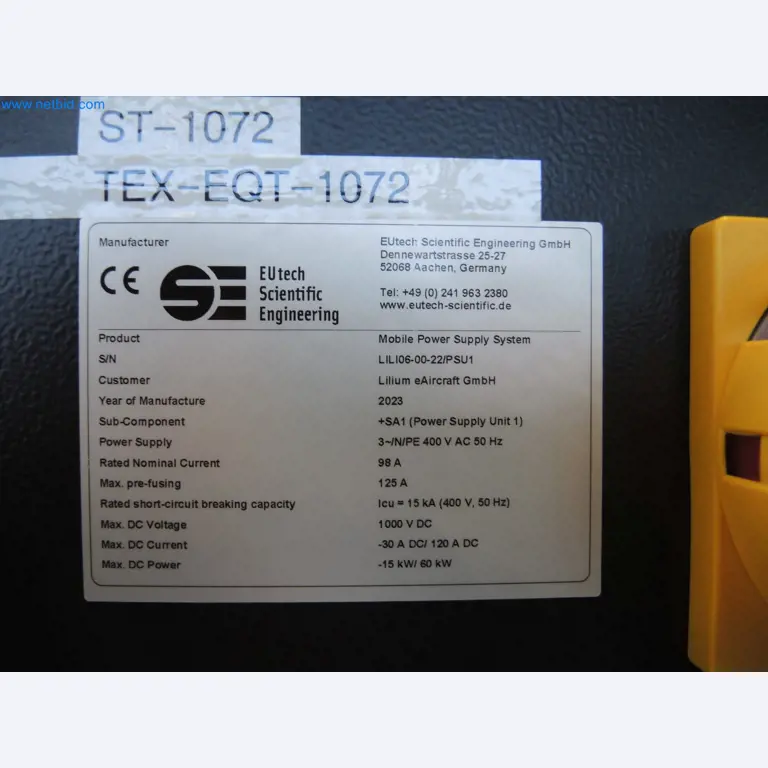 www.netbid.com
ST-1072
TEX-EQT-1072
Manufacturer
EUtech Scientific Engineering GmbH
Dennewartstrasse 25-27
52068 Aachen, Germany
Tel: +49 (0) 241 963 2380
www.eutech-scientific.de
CE
SE
EUtech
Scientific
Engineering
Product Mobile Power Supply System
S/N LILI06-00-22/PSU1
Customer Lilium eAircraft GmbH
Year of Manufacture 2023
Sub-Component +SA1 (Power Supply Unit 1)
Power Supply 3~/N/PE 400 V AC 50 Hz
Rated Nominal Current 98 A
Max. pre-fusing 125 A
Rated short-circuit breaking capacity Icu = 15 kA (400 V, 50 Hz)
Max. DC Voltage 1000 V DC
Max. DC Current -30 A DC/ 120 A DC
Max. DC Power -15 kW/ 60 kW